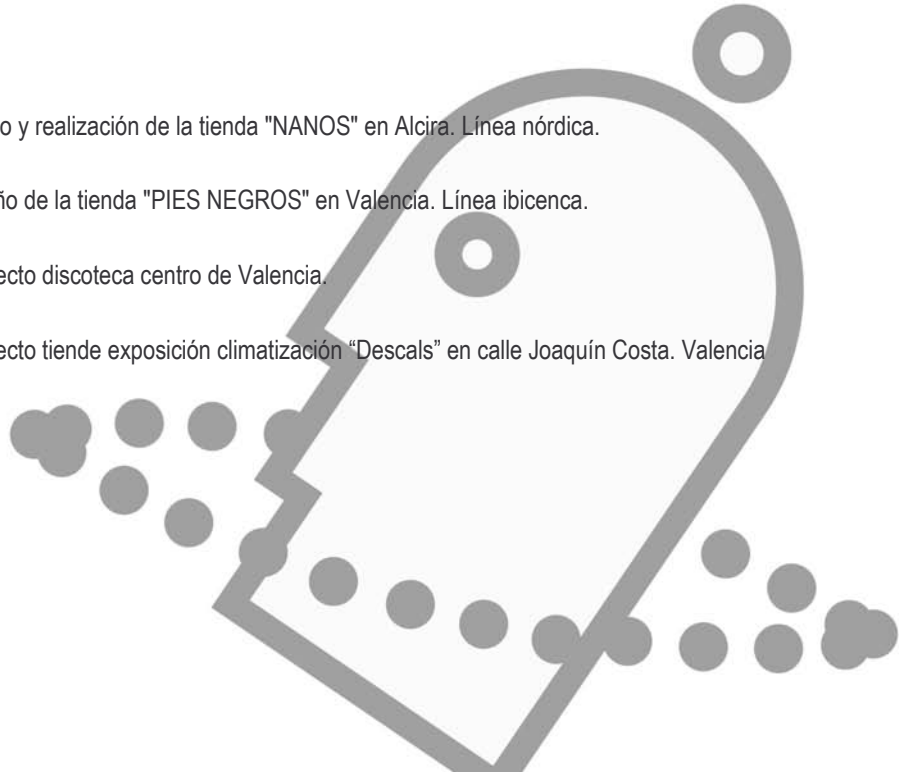 o y realización de la tienda "NANOS" en Alcira. Línea nórdica.
ño de la tienda "PIES NEGROS" en Valencia. Línea ibicenca.
ecto discoteca centro de Valencia.
ecto tiende exposición climatización “Descals” en calle Joaquín Costa. Valencia